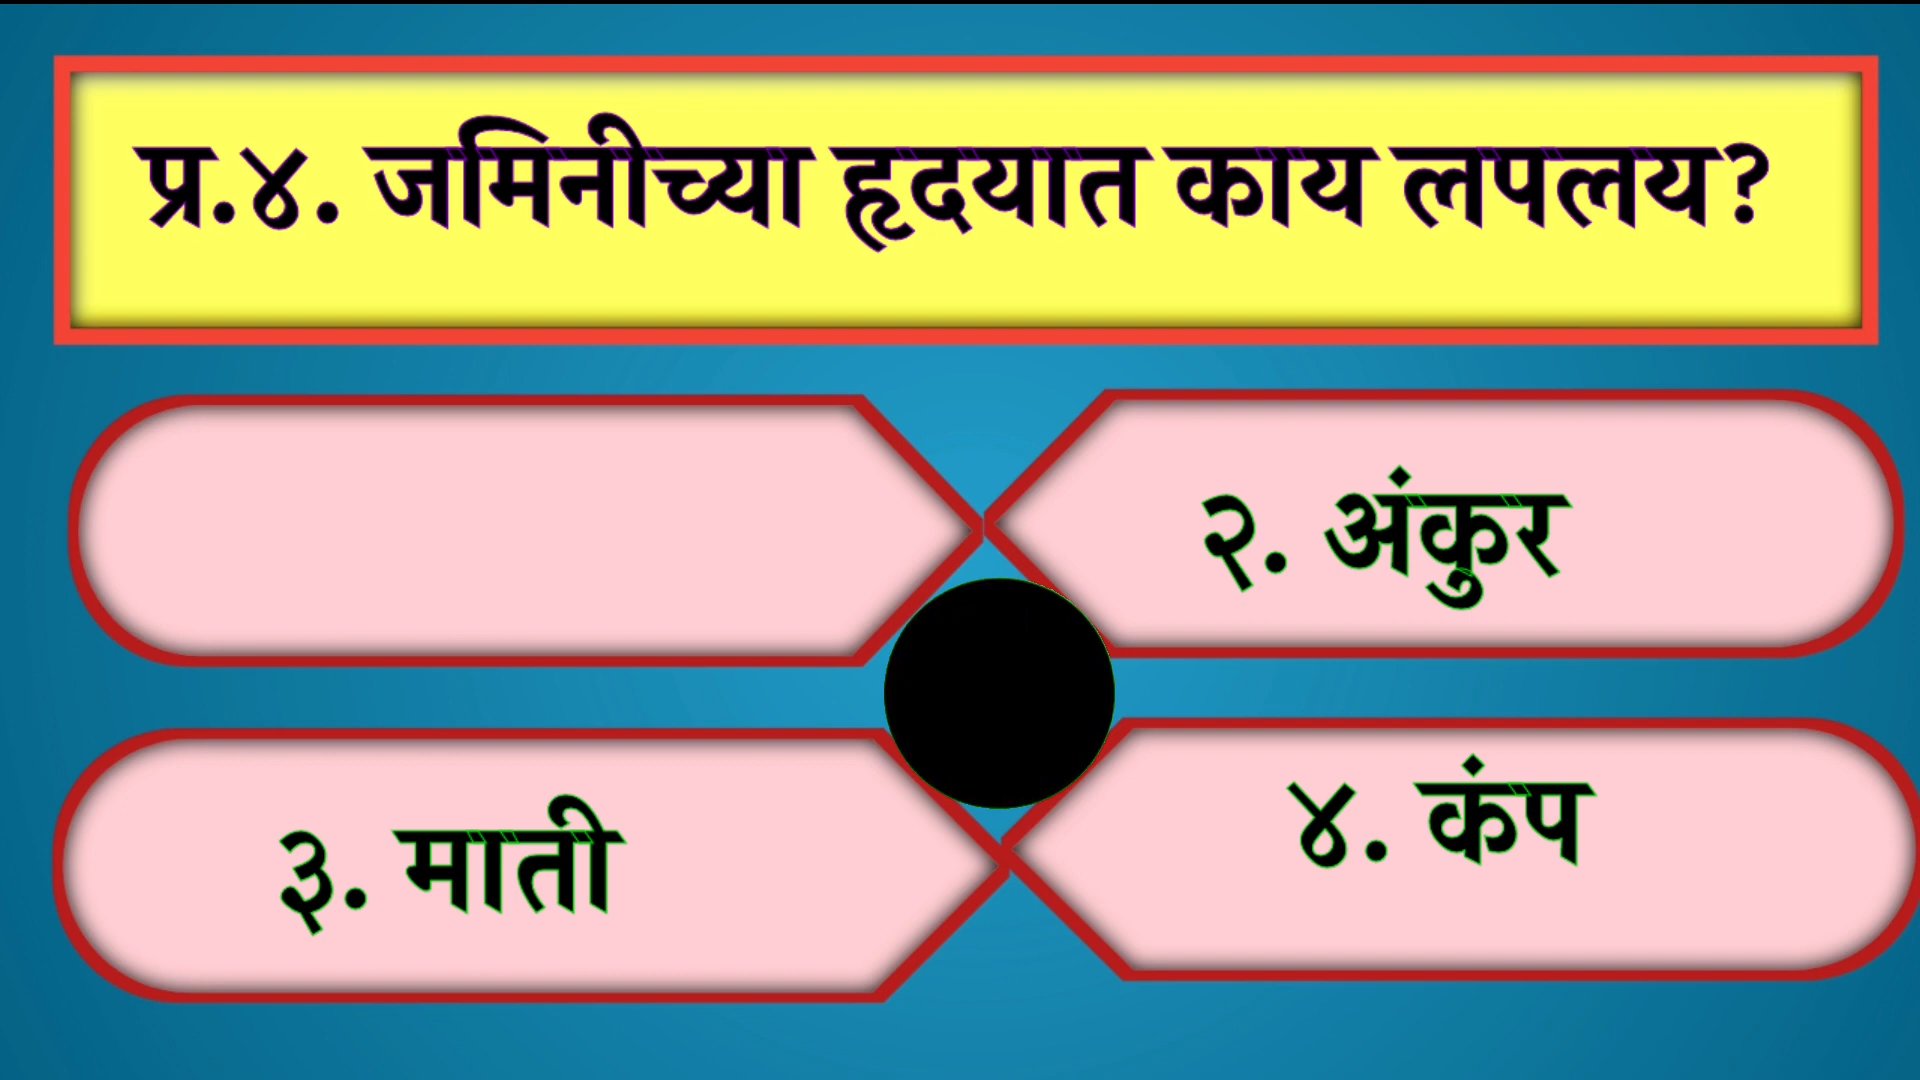 प्र.४. जमिनीच्या हृदयात काय लपलय?
२. अंकुर
३. माती
४. कंप